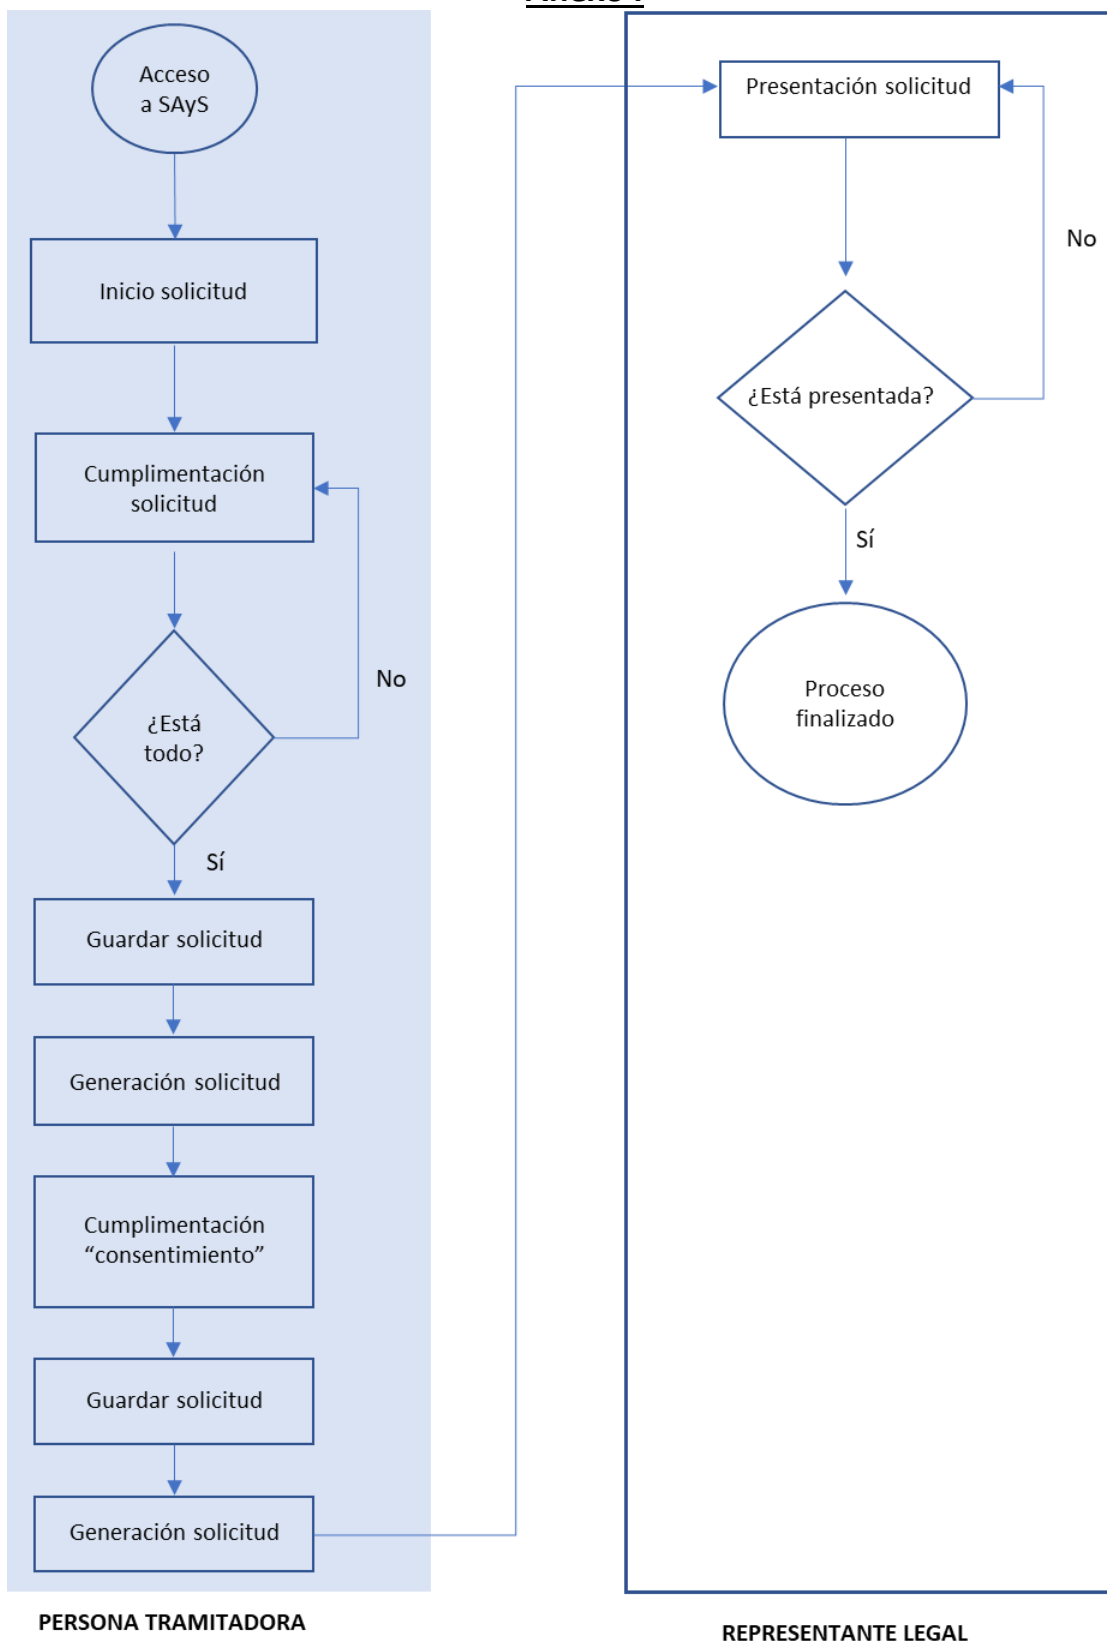 Acceso
a SAyS
Inicio solicitud
Cumplimentación
solicitud
No
¿Está
todo?
Sí
Guardar solicitud
Generación solicitud
Cumplimentación
“consentimiento”
Guardar solicitud
Generación solicitud
PERSONA TRAMITADORA
Presentación solicitud
No
¿Está presentada?
Sí
Proceso
finalizado
REPRESENTANTE LEGAL